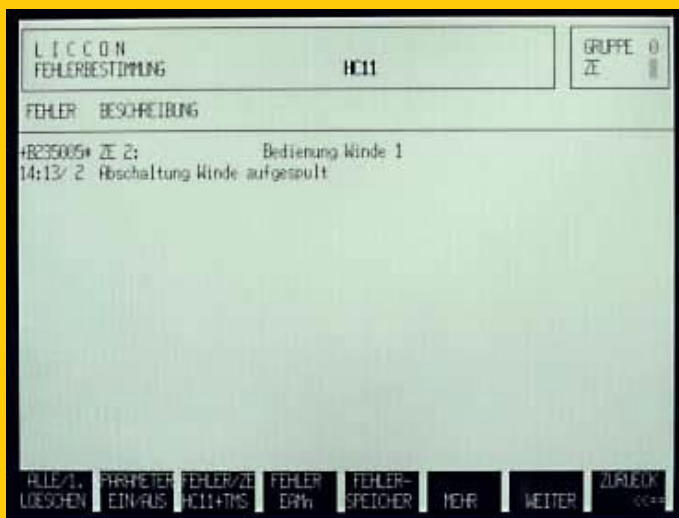 LICCON
FEHLERBESTIMMUNG
HC11
GRUPPE 0
ZE
FEHLER BESCHREIBUNG
+B235005* ZE 2: Bedienung Winde 1
14:13/ 2 Abschaltung Winde aufgespult
ALLE/1. LOESCHEN
PARAMETER EIN/AUS
FEHLER/ZE HC11+TMS
FEHLER EAMn
FEHLER- SPEICHER
MEHR
WEITER
ZURUECK <<==